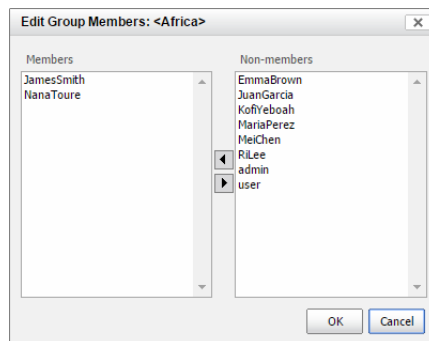 Edit Group Members: <Africa>
Members
JamesSmith
NanaToure
Non-members
EmmaBrown
JuanGarcia
KofiYeboah
MariaPerez
MeiChen
RiLee
admin
user
OK
Cancel